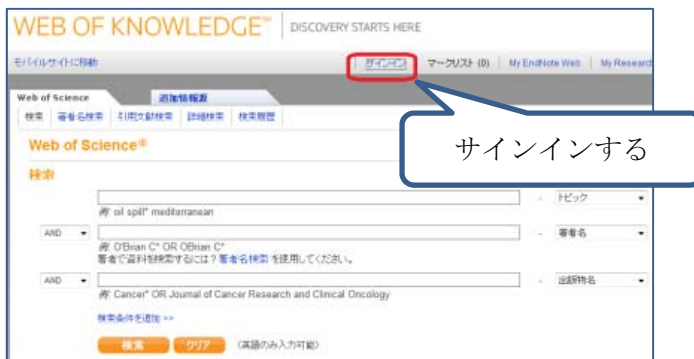 WEB OF KNOWLEDGE℠ DISCOVERY STARTS HERE
モバイルサイトに移動 サインイン マークリスト (0) My EndNote Web My Research
Web of Science 追加情報源
検索 著者名検索 引用文献検索 詳細検索 検索履歴
サインインする
Web of Science®
検索
トピック
例: oil spill* mediterranean
AND 著者名
例: O'Brian C* OR OBrian C*
著者で資料を検索するには？著者名検索 を使用してください。
AND 出版物名
例: Cancer* OR Journal of Cancer Research and Clinical Oncology
検索条件を追加 >>
検索 クリア (英語のみ入力可能)